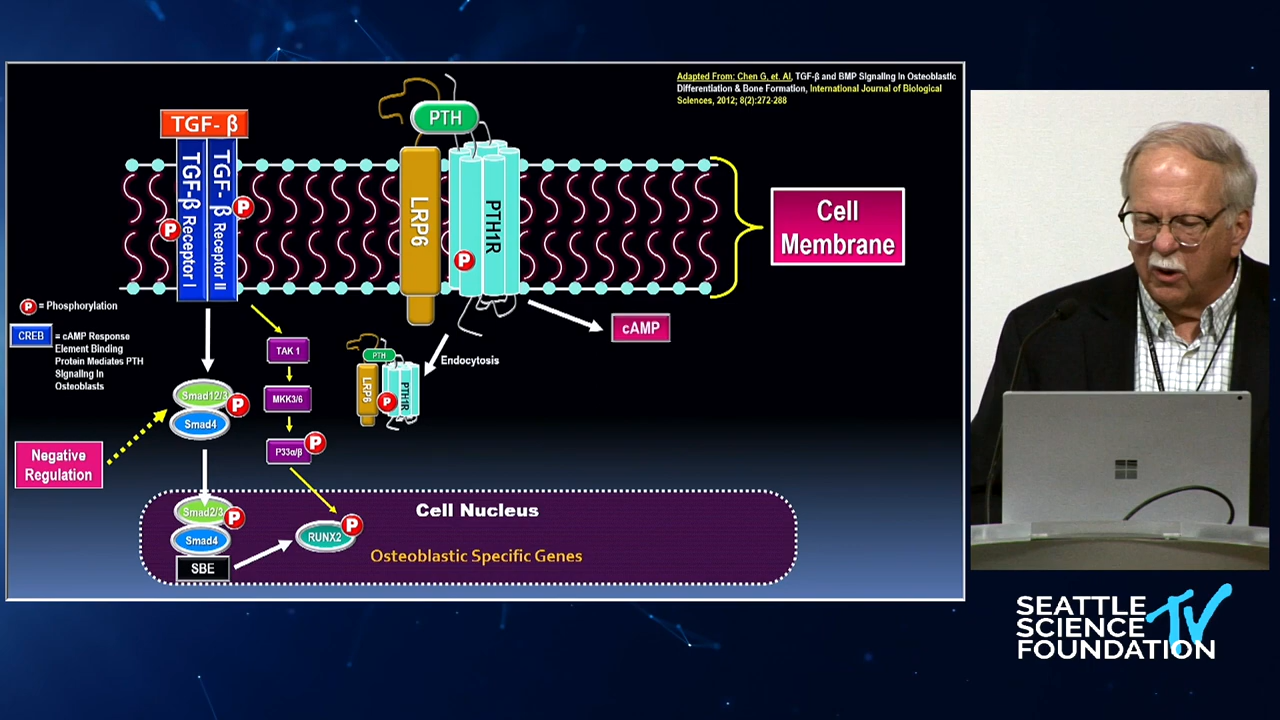 Adapted From: Chen G, et. Al, TGF-β and BMP Signaling in Osteoblastic
Differentiation & Bone Formation, International Journal of Biological
Sciences, 2012; 8(2):272-288
TGF- β
PTH
TGF-β Receptor I
TGF- β Receptor II
P
P
LRP6
PTH1R
P
Cell
Membrane
P = Phosphorylation
CREB = cAMP Response
Element Binding
Protein Mediates PTH
Signaling in
Osteoblasts
cAMP
TAK 1
Endocytosis
PTH
LRP6
PTH1R
P
Smad12/3
P
Smad4
MKK3/6
P33α/β
P
Negative
Regulation
Cell Nucleus
Smad2/3
P
Smad4
SBE
RUNX2
P
Osteoblastic Specific Genes
SEATTLE
SCIENCE
FOUNDATION
TV